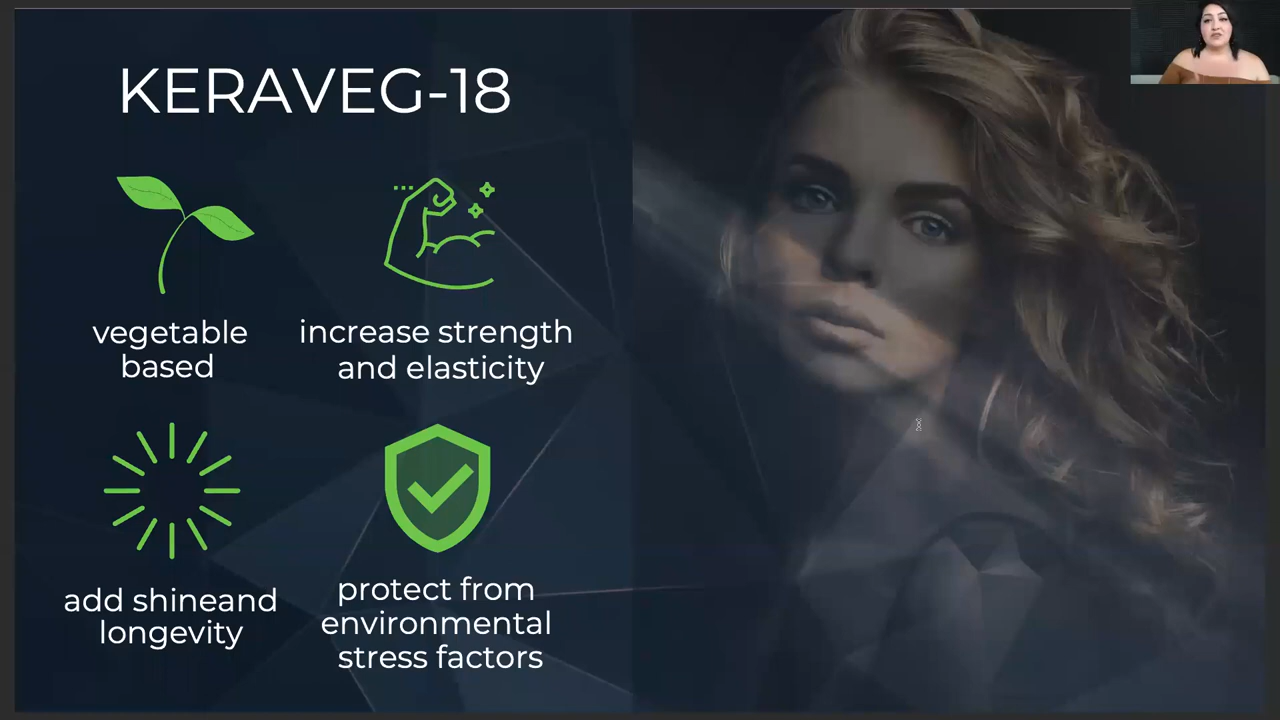 KERAVEG-18
vegetable
based
increase strength
and elasticity
add shineand
longevity
protect from
environmental
stress factors